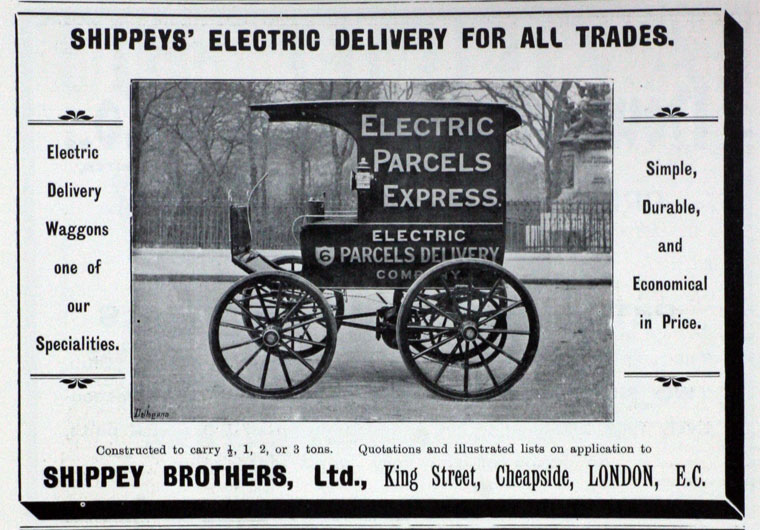 SHIPPEYS' ELECTRIC DELIVERY FOR ALL TRADES.
Electric
Delivery
Waggons
one of
our
Specialities.
ELECTRIC
PARCELS
EXPRESS.
ELECTRIC
6 PARCELS DELIVERY
COMPANY
Simple,
Durable,
and
Economical
in Price.
Constructed to carry ½, 1, 2, or 3 tons. Quotations and illustrated lists on application to
SHIPPEY BROTHERS, Ltd., King Street, Cheapside, LONDON, E.C.